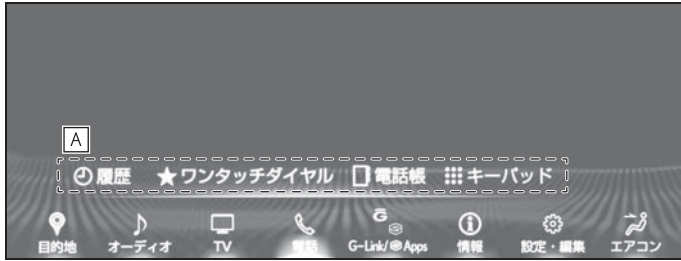 A
履歴 ワンタッチダイヤル 電話帳 キーパッド
G
目的地 オーディオ TV 電話 G-Link/ Apps 情報 設定・編集 エアコン